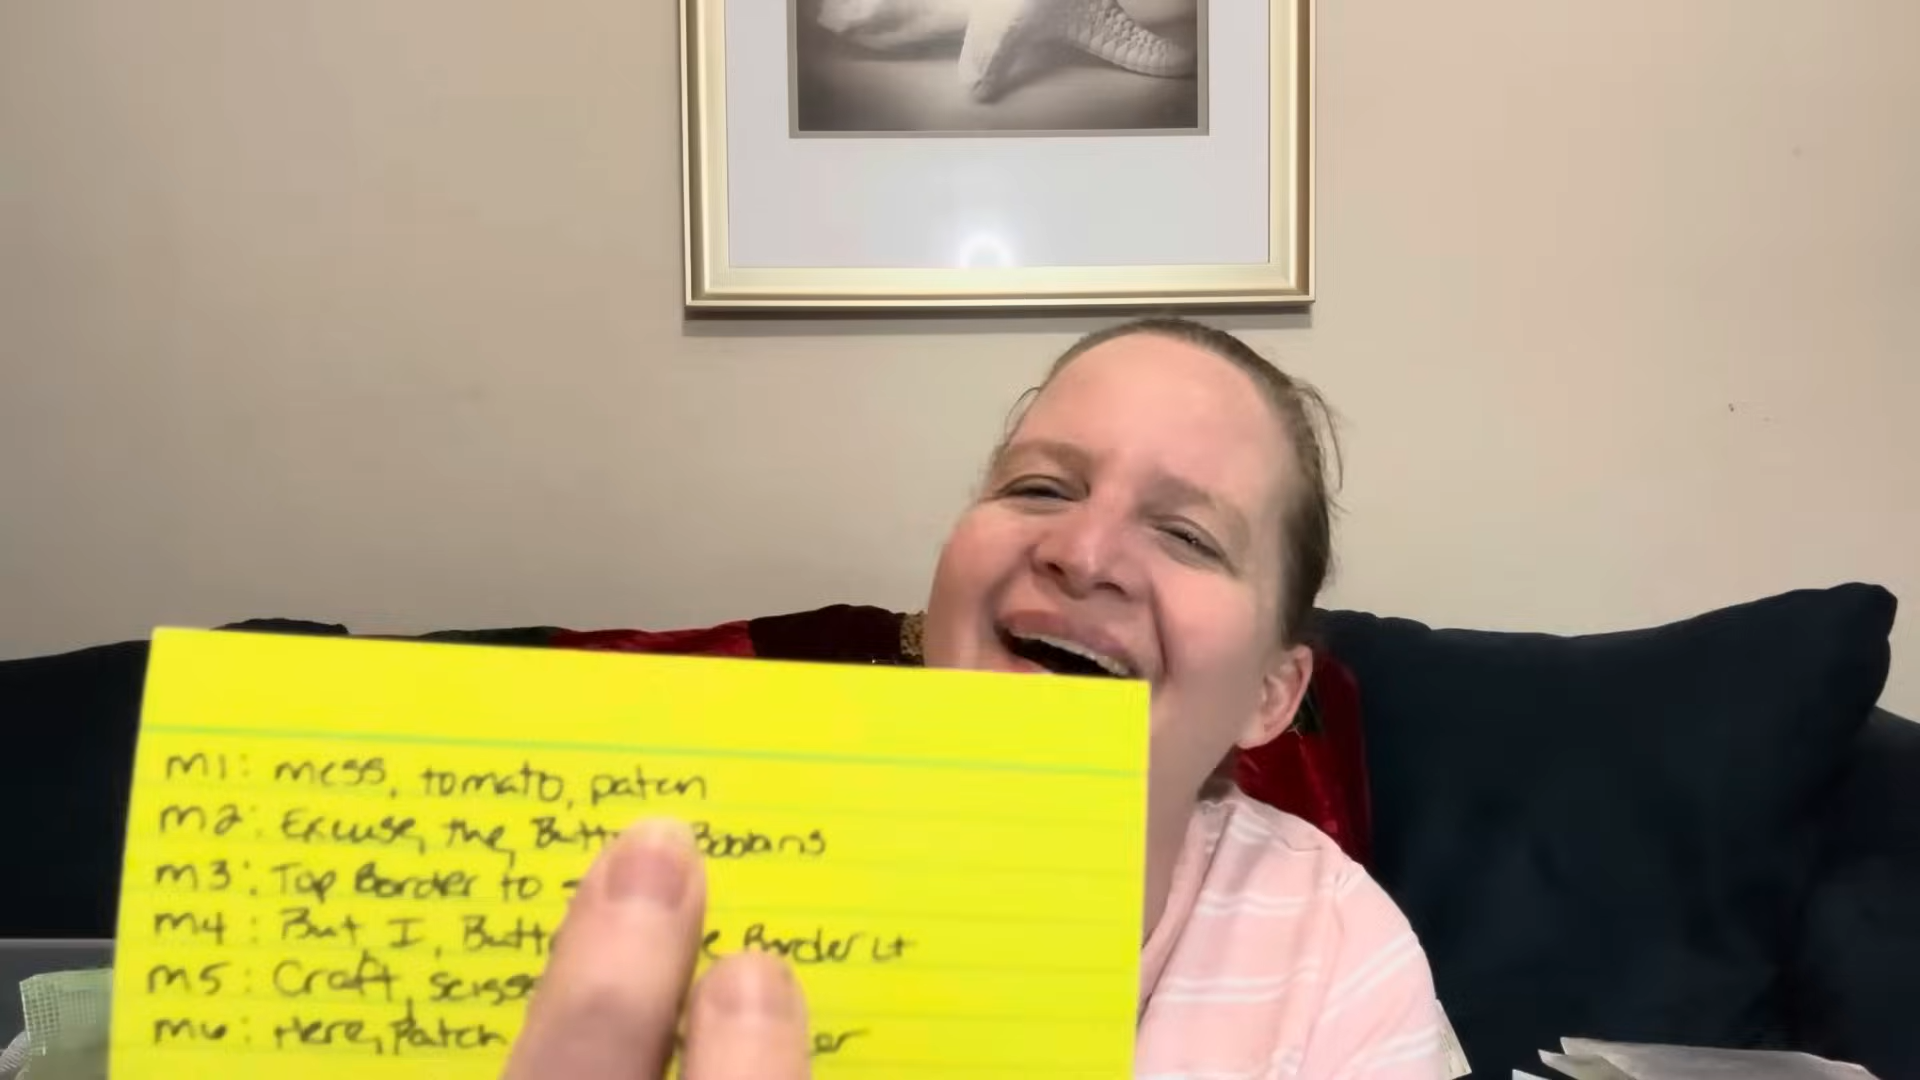 M1: mess, tomato, patch
M2: Excuse, the, Bobbins
M3: Top Border to
M4: But, I, Border it
M5: Craft,
M6: Here, Patch